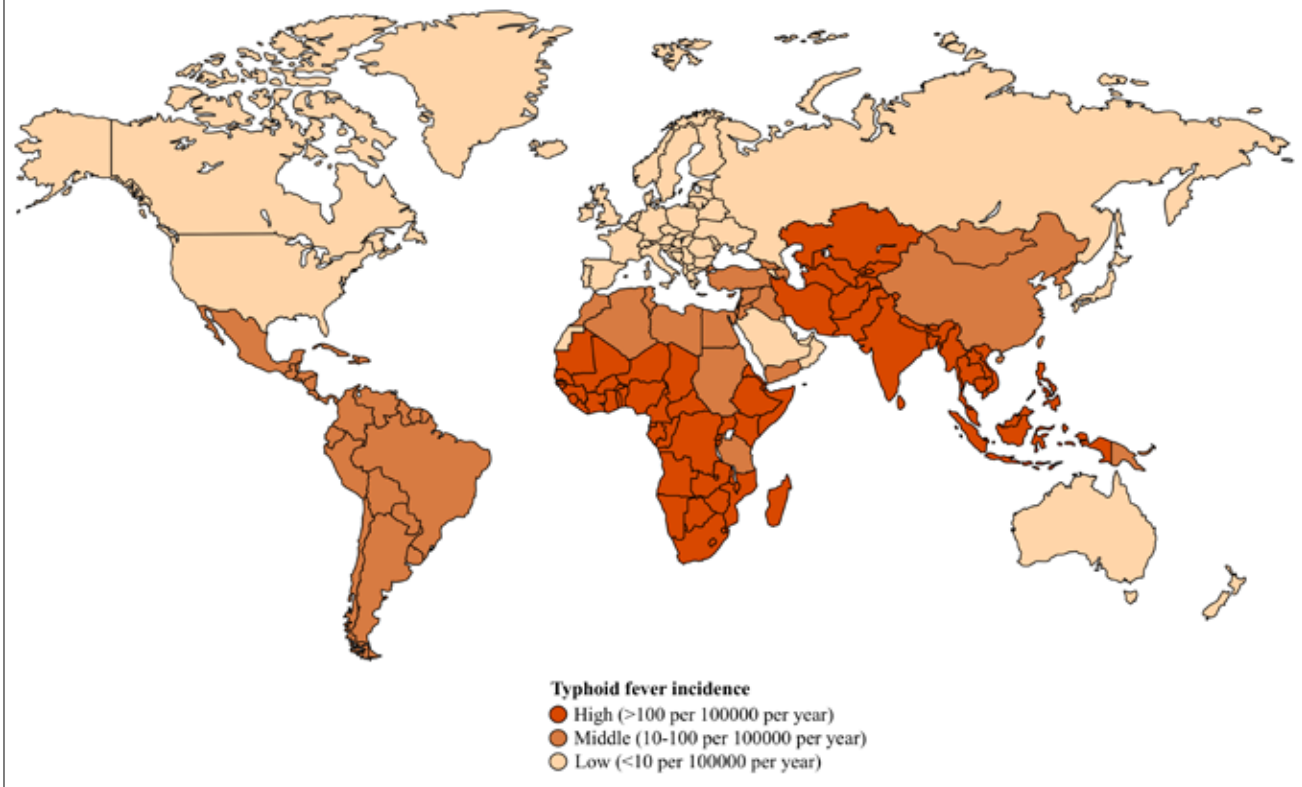 Typhoid fever incidence
High (>100 per 100000 per year)
Middle (10-100 per 100000 per year)
Low (<10 per 100000 per year)